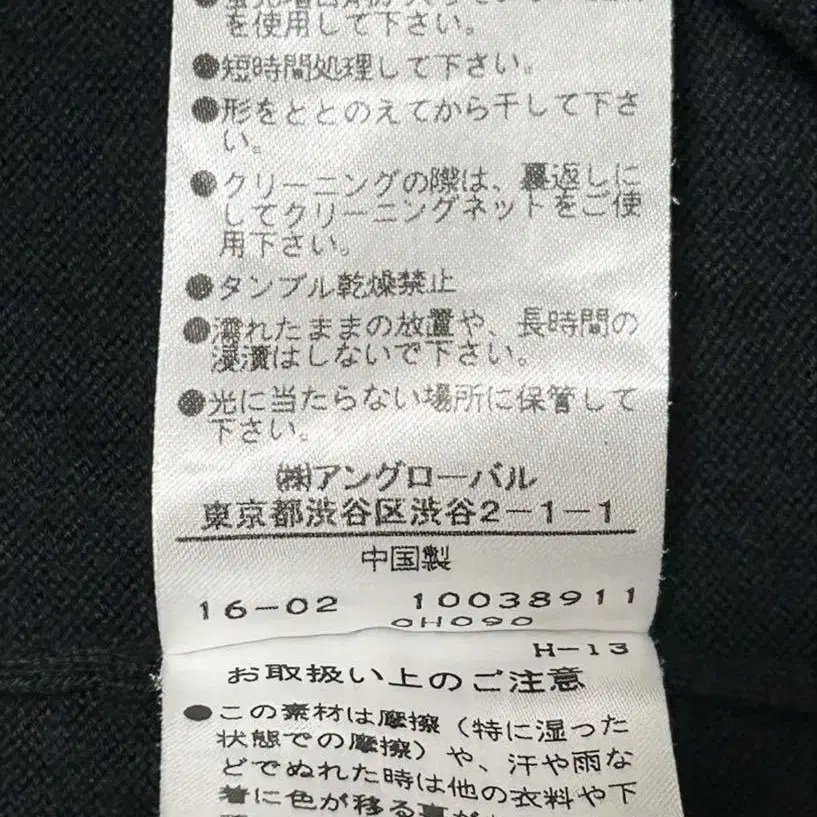 を使用して下さい。
●短時間処理して下さい。
●形をととのえてから干して下さ
い。
●クリーニングの際は、裏返しに
してクリーニングネットをご使
用下さい。
●タンブル乾燥禁止
●濡れたままの放置や、長時間の
浸漬はしないで下さい。
●光に当たらない場所に保管して
下さい。
㈱アングローバル
東京都渋谷区渋谷2-1-1
中国製
16-02 10038911
0H090
H-13
お取扱い上のご注意
●この素材は摩擦(特に湿った
状態での摩擦)や、汗や雨な
どでぬれた時は他の衣料や下
着に色が移る事が